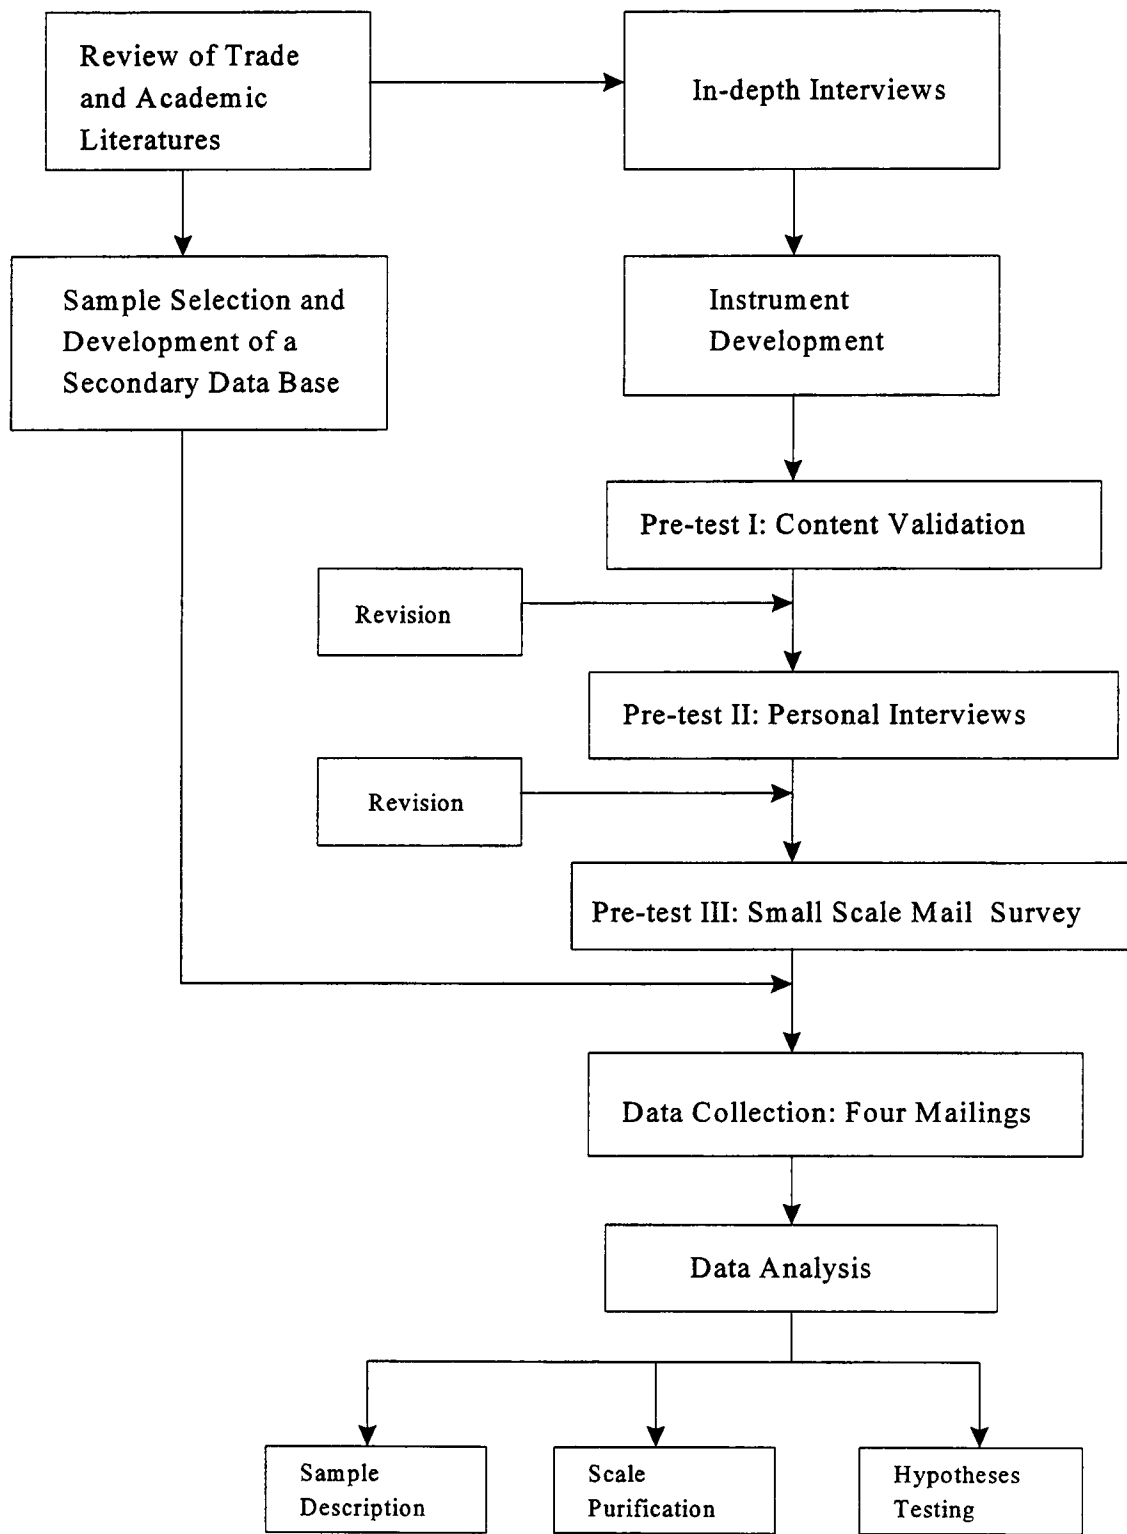 Review of Trade
and Academic
Literatures
In-depth Interviews
Sample Selection and
Development of a
Secondary Data Base
Instrument
Development
Pre-test I: Content Validation
Revision
Pre-test II: Personal Interviews
Revision
Pre-test III: Small Scale Mail Survey
Data Collection: Four Mailings
Data Analysis
Sample
Description
Scale
Purification
Hypotheses
Testing